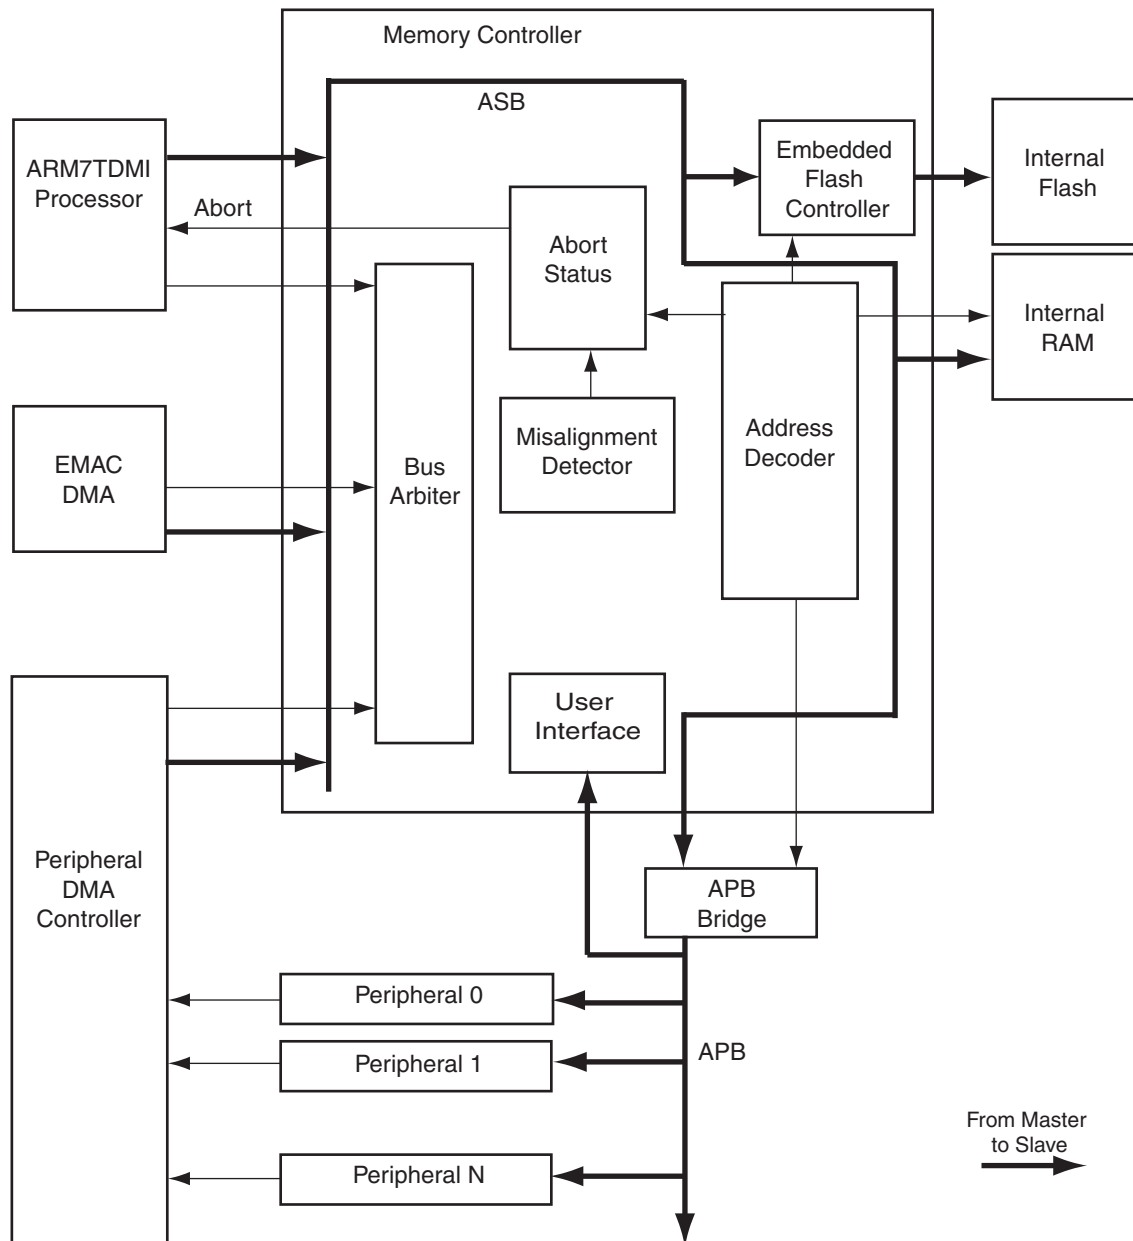 Memory Controller
ASB
ARM7TDMI
Processor
Abort
Embedded
Flash
Controller
Internal
Flash
Abort
Status
Internal
RAM
Misalignment
Detector
Address
Decoder
EMAC
DMA
Bus
Arbiter
User
Interface
Peripheral
DMA
Controller
APB
Bridge
Peripheral 0
Peripheral 1
APB
Peripheral N
From Master
to Slave